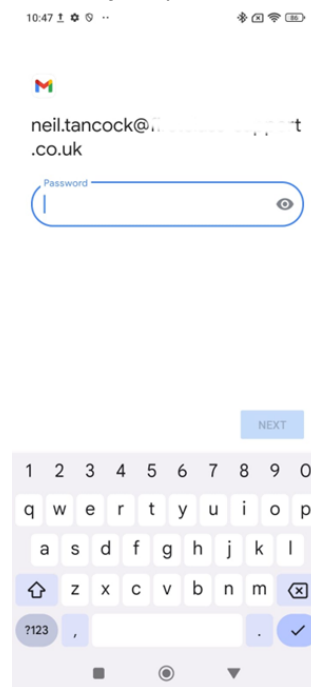 10:47
neil.tancock@ t
.co.uk
Password
NEXT
1 2 3 4 5 6 7 8 9 0
q w e r t y u i o p
a s d f g h j k l
z x c v b n m
?123 , .